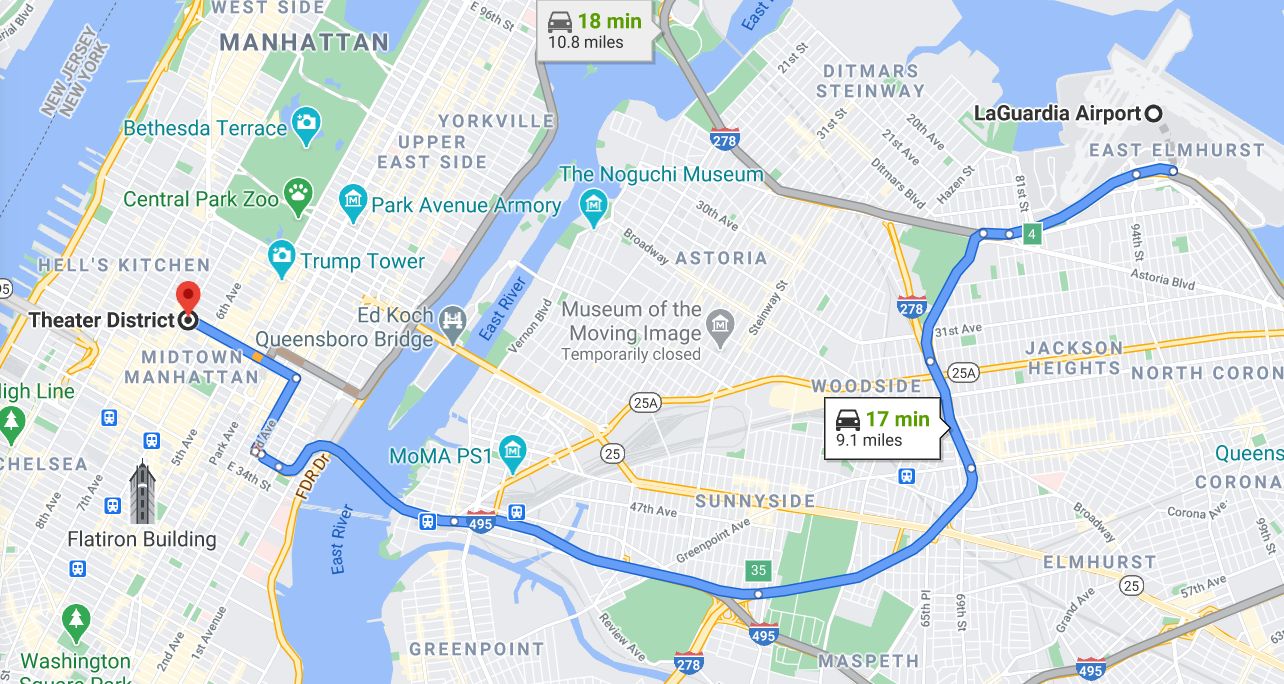 WEST SIDE
MANHATTAN
E 96th St
18 min
10.8 miles
East River
21st St
DITMARS
STEINWAY
LaGuardia Airport
NEW JERSEY
NEW YORK
Bethesda Terrace
YORKVILLE
UPPER
EAST SIDE
278
31st St
20th Ave
21st Ave
EAST ELMHURST
The Noguchi Museum
Ditmars Blvd
Hazen St
81st St
Central Park Zoo
Park Avenue Armory
30th Ave
4
94th St
HELL'S KITCHEN
Trump Tower
Broadway
ASTORIA
Astoria Blvd
6th Ave
East River
Vernon Blvd
Steinway St
278
Theater District
Ed Koch
Queensboro Bridge
Museum of the
Moving Image
Temporarily closed
31st Ave
JACKSON
HEIGHTS
MIDTOWN
MANHATTAN
25A
WOODSIDE
25A
NORTH CORON
High Line
17 min
9.1 miles
Park Ave
5th Ave
3rd Ave
25
CHELSEA
E 34th St
FDR Dr
MoMA PS1
Queens
CORONA
7th Ave
8th Ave
SUNNYSIDE
495
47th Ave
Greenpoint Ave
Broadway
Corona Ave
99th St
Flatiron Building
East River
35
ELMHURST
25
57th Ave
Grand Ave
65th Pl
69th St
Review Ave
495
2nd Ave
1st Avenue
GREENPOINT
278
MASPETH
495
Washington
Square Park